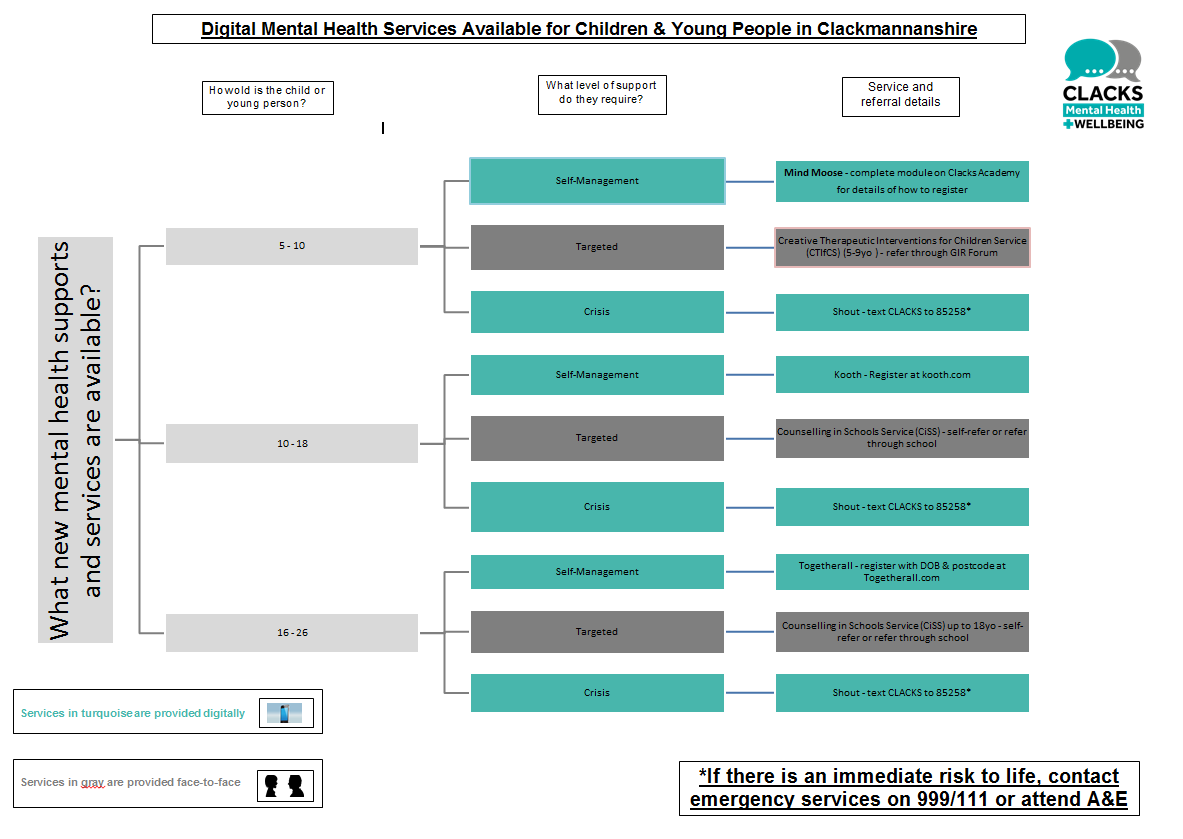 Digital Mental Health Services Available for Children & Young People in Clackmannanshire
CLACKS
Mental Health
+WELLBEING
How old is the child or
young person?
What level of support
do they require?
Service and
referral details
What new mental health supports
and services are available?
5 - 10
Self-Management
Mind Moose - complete module on Clacks Academy
for details of how to register
Targeted
Creative Therapeutic Interventions for Children Service
(CTIfCS) (5-9yo ) - refer through GIR Forum
Crisis
Shout - text CLACKS to 85258*
10 - 18
Self-Management
Kooth - Register at kooth.com
Targeted
Counselling in Schools Service (CiSS) - self-refer or refer
through school
Crisis
Shout - text CLACKS to 85258*
16 - 26
Self-Management
Togetherall - register with DOB & postcode at
Togetherall.com
Targeted
Counselling in Schools Service (CiSS) up to 18yo - self-
refer or refer through school
Crisis
Shout - text CLACKS to 85258*
Services in turquoise are provided digitally
Services in gray are provided face-to-face
*If there is an immediate risk to life, contact
emergency services on 999/111 or attend A&E